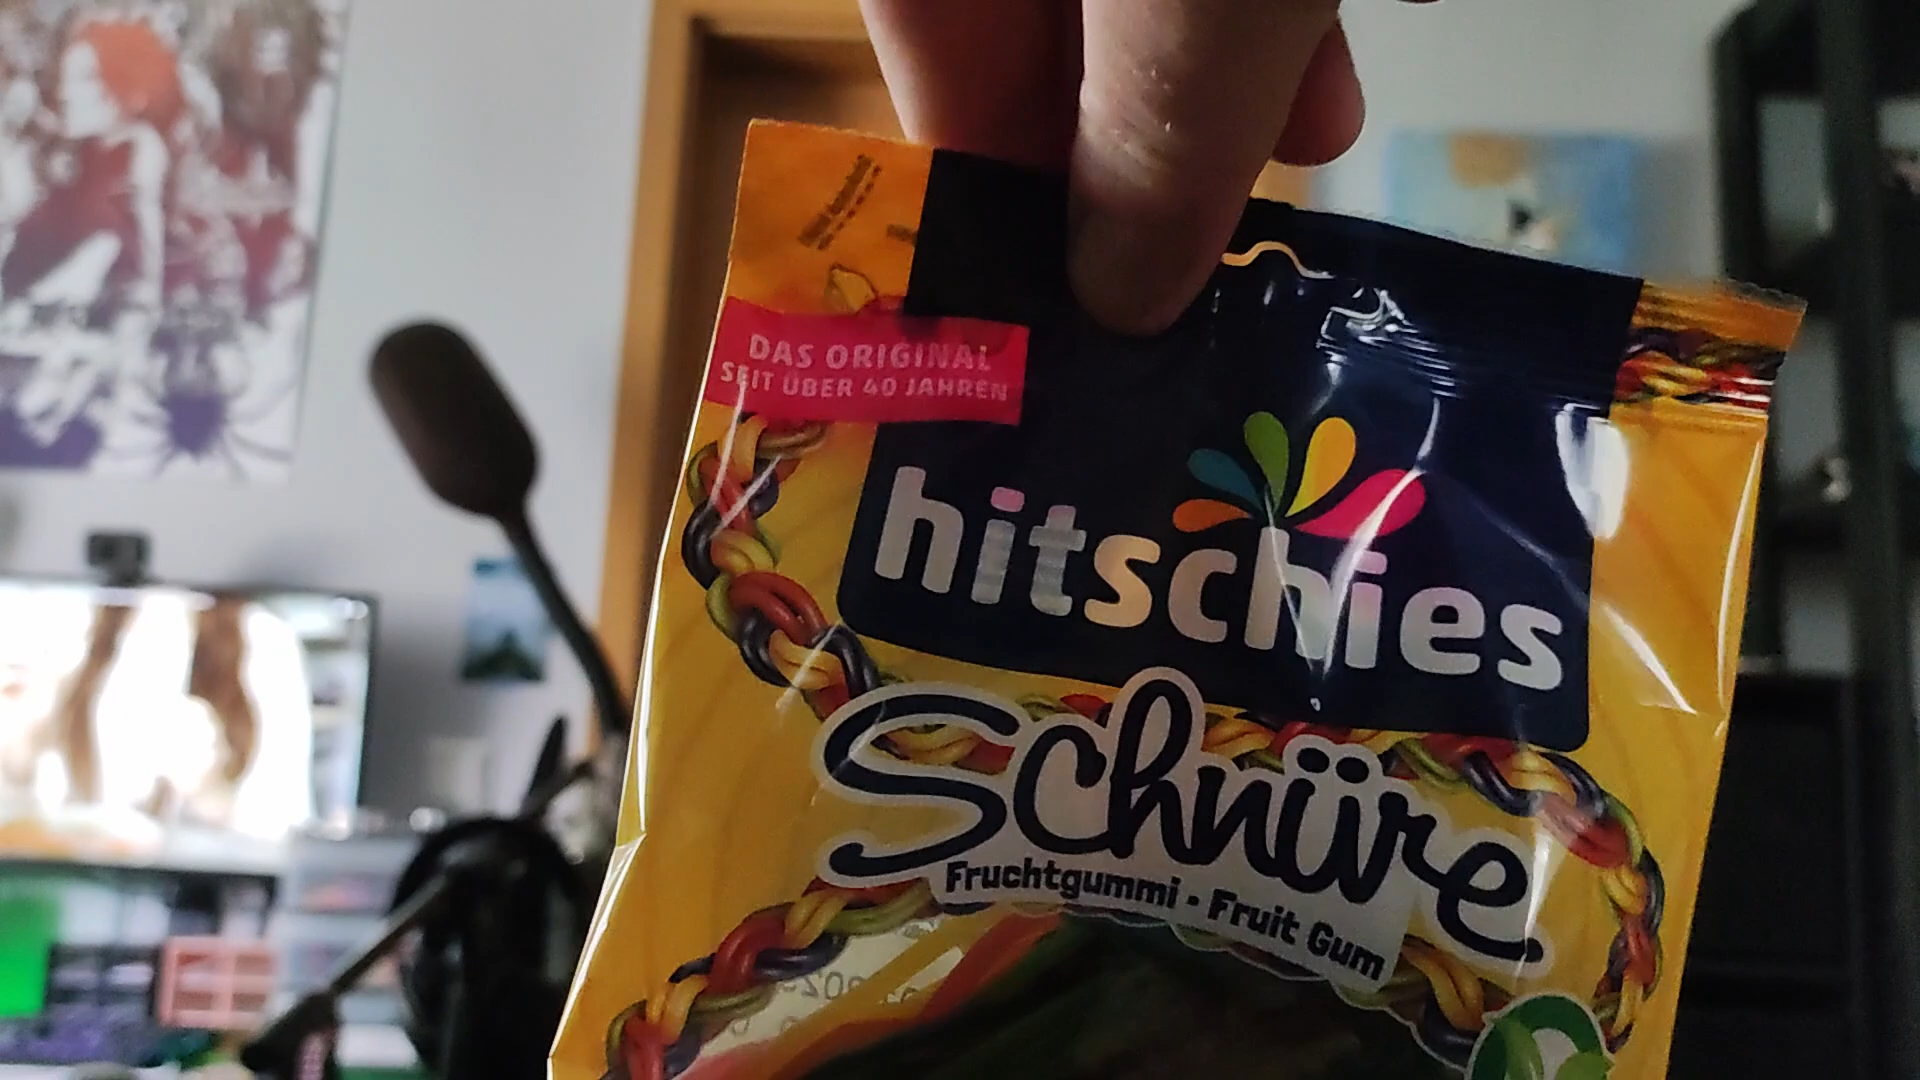 DAS ORIGINAL
SEIT ÜBER 40 JAHREN
hitschies
Schnüre
Fruchtgummi · Fruit Gum